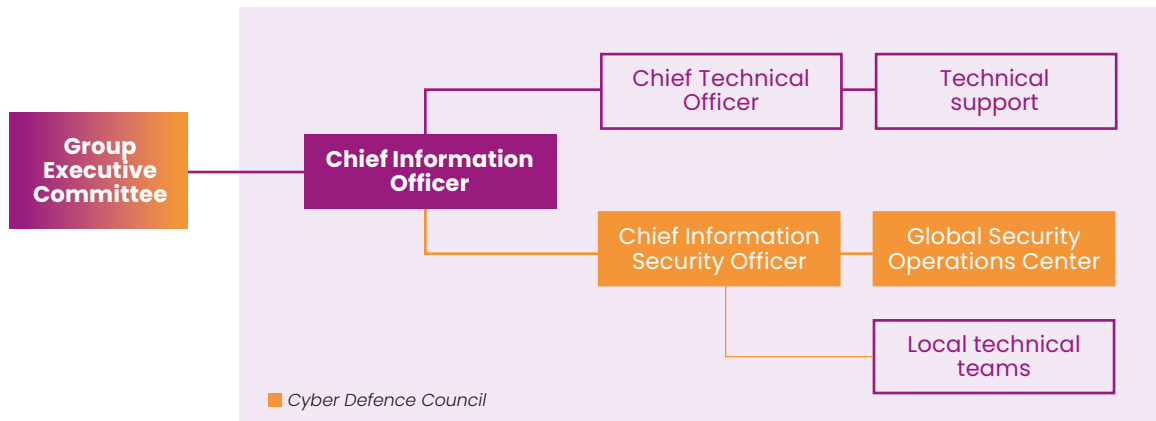 Group
Executive
Committee
Chief Information
Officer
Chief Technical
Officer
Technical
support
Chief Information
Security Officer
Global Security
Operations Center
Local technical
teams
Cyber Defence Council